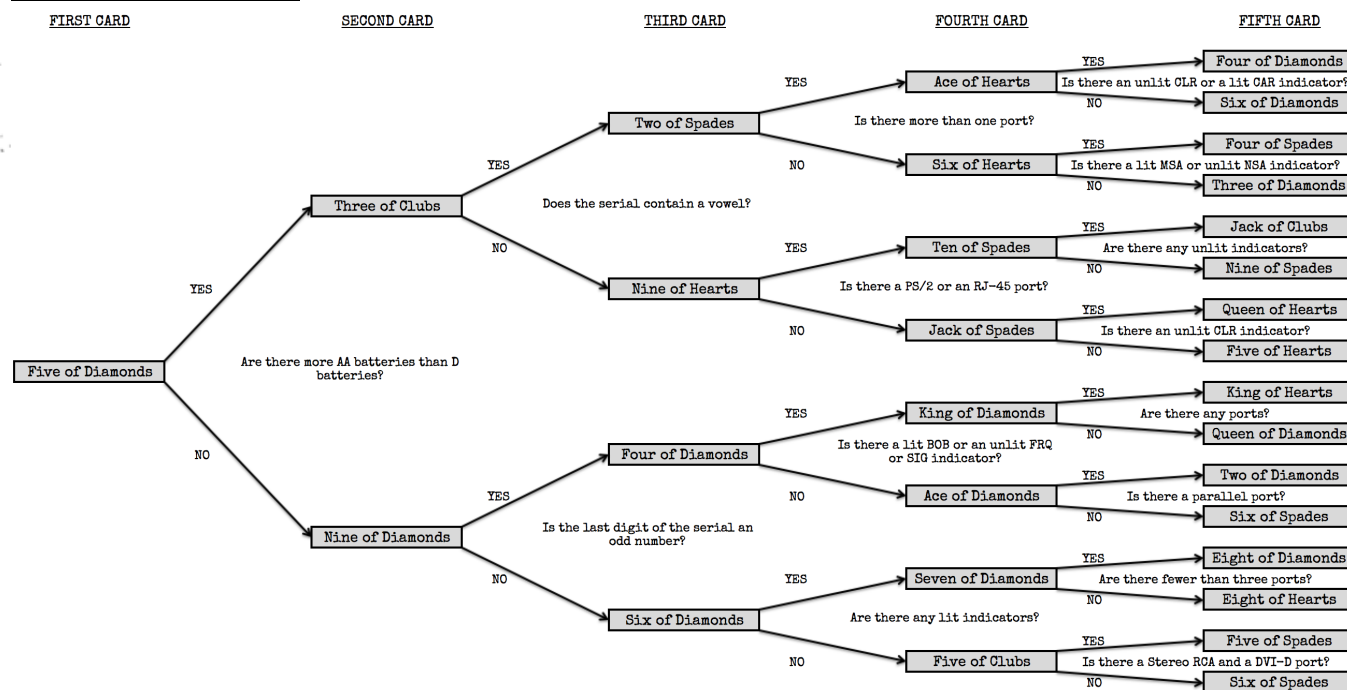 FIRST CARD
SECOND CARD
THIRD CARD
FOURTH CARD
FIFTH CARD
YES
Four of Diamonds
YES
Ace of Hearts
Is there an unlit CLR or a lit CAR indicator?
NO
Six of Diamonds
Two of Spades
Is there more than one port?
YES
Four of Spades
NO
Six of Hearts
Is there a lit MSA or unlit NSA indicator?
NO
Three of Diamonds
YES
Three of Clubs
Does the serial contain a vowel?
YES
Jack of Clubs
NO
YES
Ten of Spades
Are there any unlit indicators?
NO
Nine of Spades
YES
Nine of Hearts
Is there a PS/2 or an RJ-45 port?
YES
Queen of Hearts
NO
Jack of Spades
Is there an unlit CLR indicator?
NO
Five of Hearts
Five of Diamonds
Are there more AA batteries than D
batteries?
YES
King of Hearts
YES
King of Diamonds
Are there any ports?
NO
Queen of Diamonds
NO
Four of Diamonds
Is there a lit BOB or an unlit FRQ
or SIG indicator?
YES
Two of Diamonds
YES
NO
Ace of Diamonds
Is there a parallel port?
NO
Six of Spades
Nine of Diamonds
Is the last digit of the serial an
odd number?
YES
Eight of Diamonds
NO
YES
Seven of Diamonds
Are there fewer than three ports?
NO
Eight of Hearts
Six of Diamonds
Are there any lit indicators?
YES
Five of Spades
NO
Five of Clubs
Is there a Stereo RCA and a DVI-D port?
NO
Six of Spades